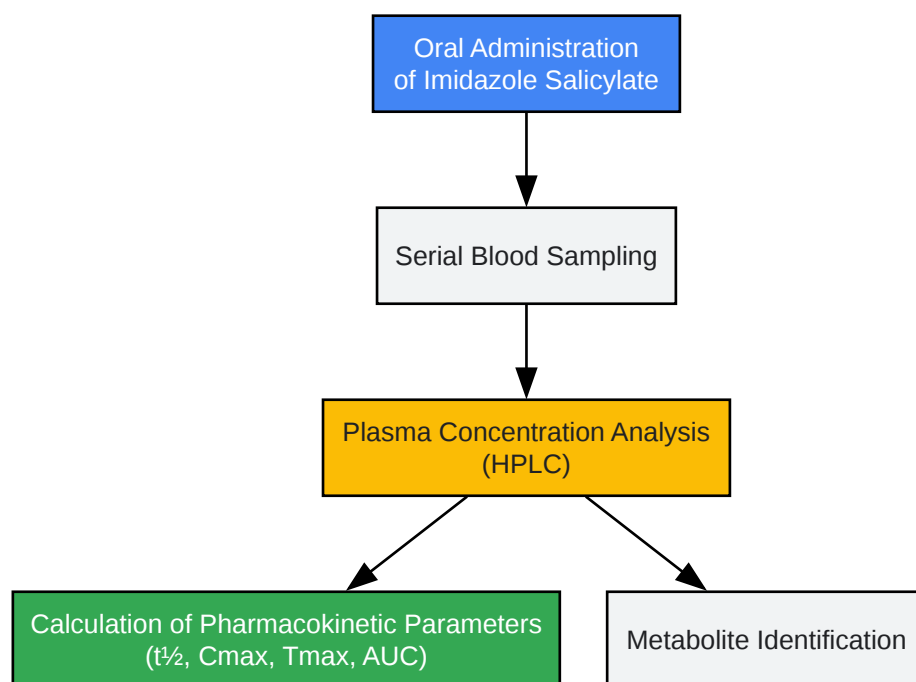 Oral Administration
of Imidazole Salicylate
Serial Blood Sampling
Plasma Concentration Analysis
(HPLC)
Calculation of Pharmacokinetic Parameters
(t½, Cmax, Tmax, AUC)
Metabolite Identification